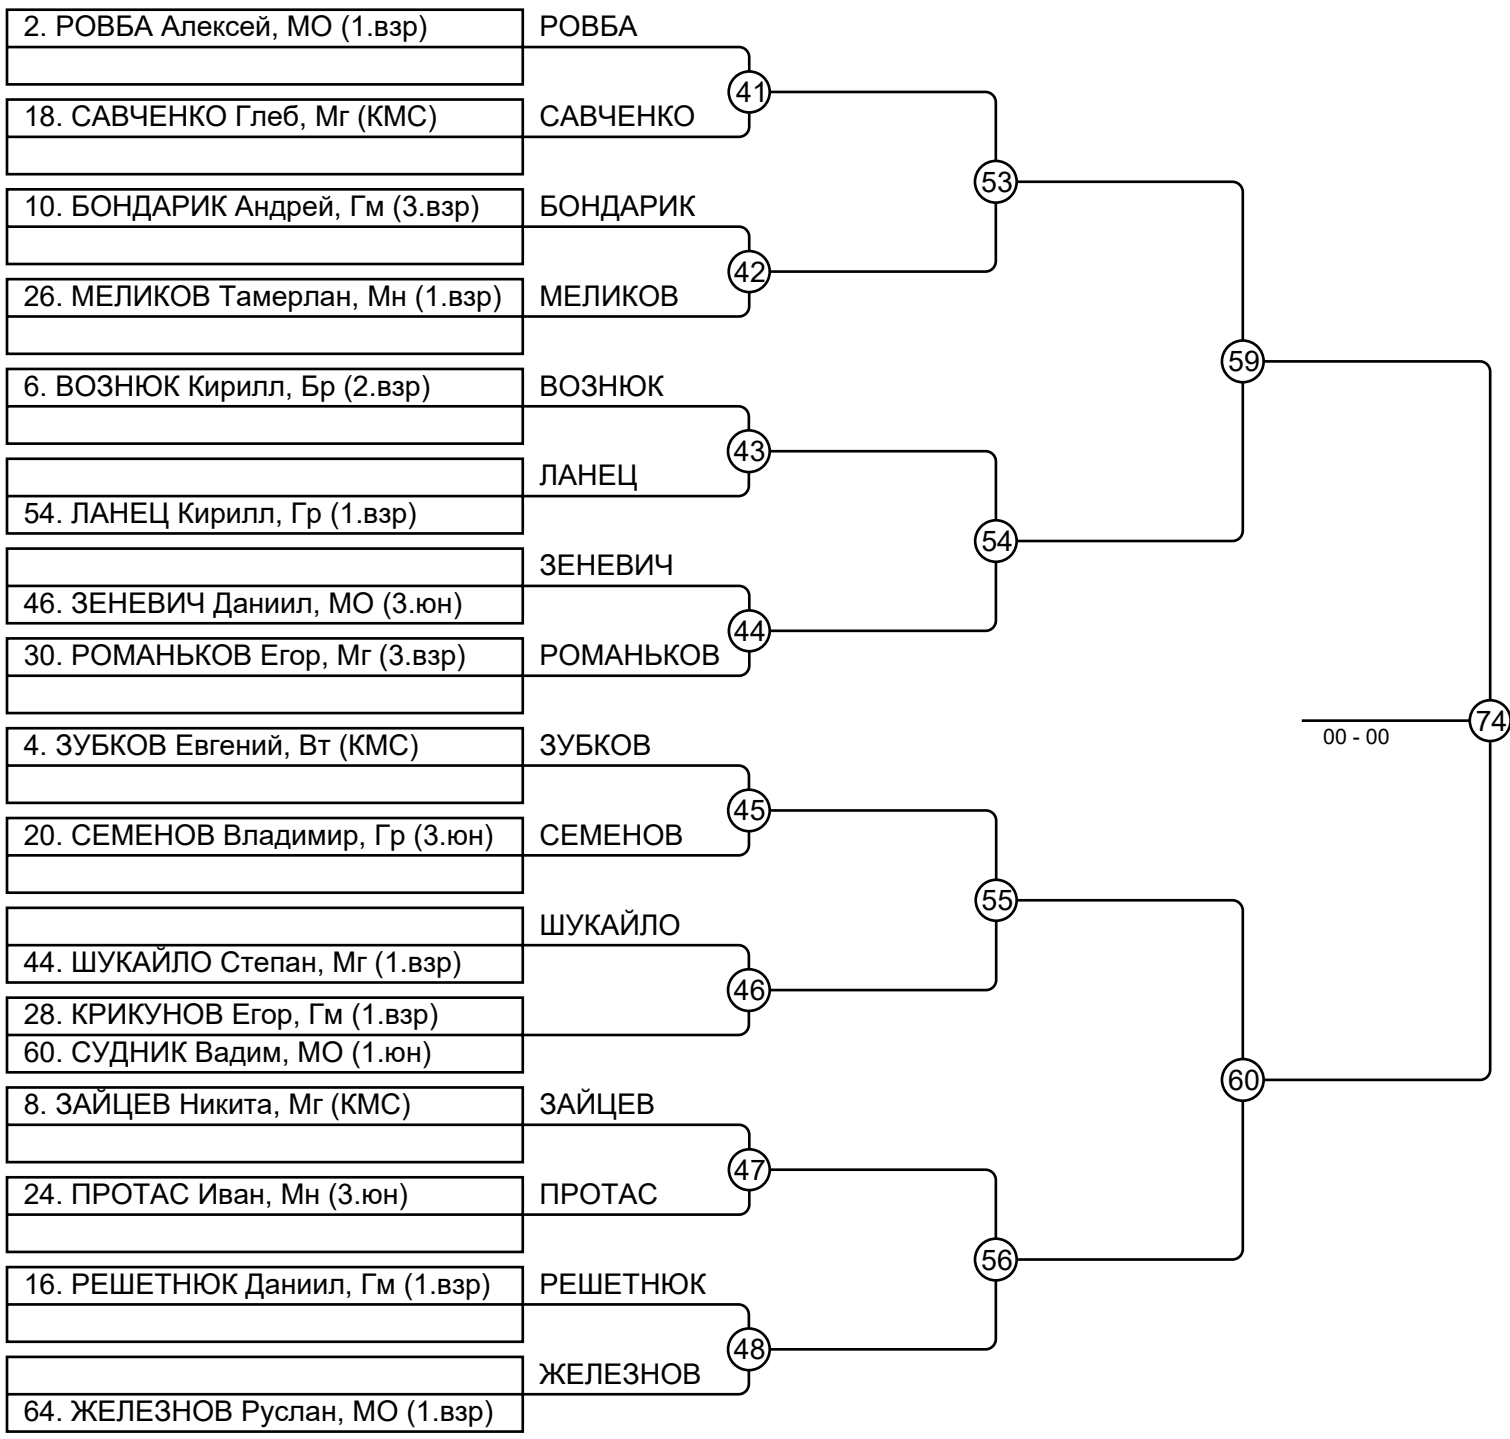 2. РОВБА Алексей, МО (1.взр)
РОВБА
41
18. САВЧЕНКО Глеб, Мг (КМС)
САВЧЕНКО
53
10. БОНДАРИК Андрей, Гм (3.взр)
БОНДАРИК
42
26. МЕЛИКОВ Тамерлан, Мн (1.взр)
МЕЛИКОВ
59
6. ВОЗНЮК Кирилл, Бр (2.взр)
ВОЗНЮК
43
ЛАНЕЦ
54. ЛАНЕЦ Кирилл, Гр (1.взр)
54
ЗЕНЕВИЧ
46. ЗЕНЕВИЧ Даниил, МО (3.юн)
44
30. РОМАНЬКОВ Егор, Мг (3.взр)
РОМАНЬКОВ
74
00 - 00
4. ЗУБКОВ Евгений, Вт (КМС)
ЗУБКОВ
45
20. СЕМЕНОВ Владимир, Гр (3.юн)
СЕМЕНОВ
55
ШУКАЙЛО
44. ШУКАЙЛО Степан, Мг (1.взр)
46
28. КРИКУНОВ Егор, Гм (1.взр)
60. СУДНИК Вадим, МО (1.юн)
60
8. ЗАЙЦЕВ Никита, Мг (КМС)
ЗАЙЦЕВ
47
24. ПРОТАС Иван, Мн (3.юн)
ПРОТАС
56
16. РЕШЕТНЮК Даниил, Гм (1.взр)
РЕШЕТНЮК
48
ЖЕЛЕЗНОВ
64. ЖЕЛЕЗНОВ Руслан, МО (1.взр)